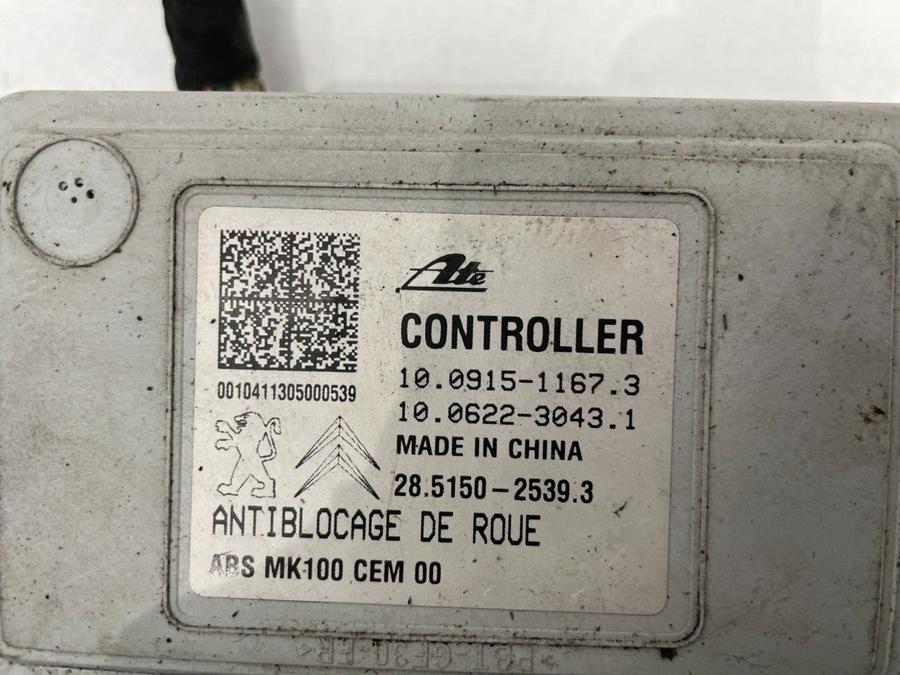 Ate
CONTROLLER
10.0915-1167.3
10.0622-3043.1
0010411305000539
MADE IN CHINA
28.5150-2539.3
ANTIBLOCAGE DE ROUE
ABS MK100 CEM 00